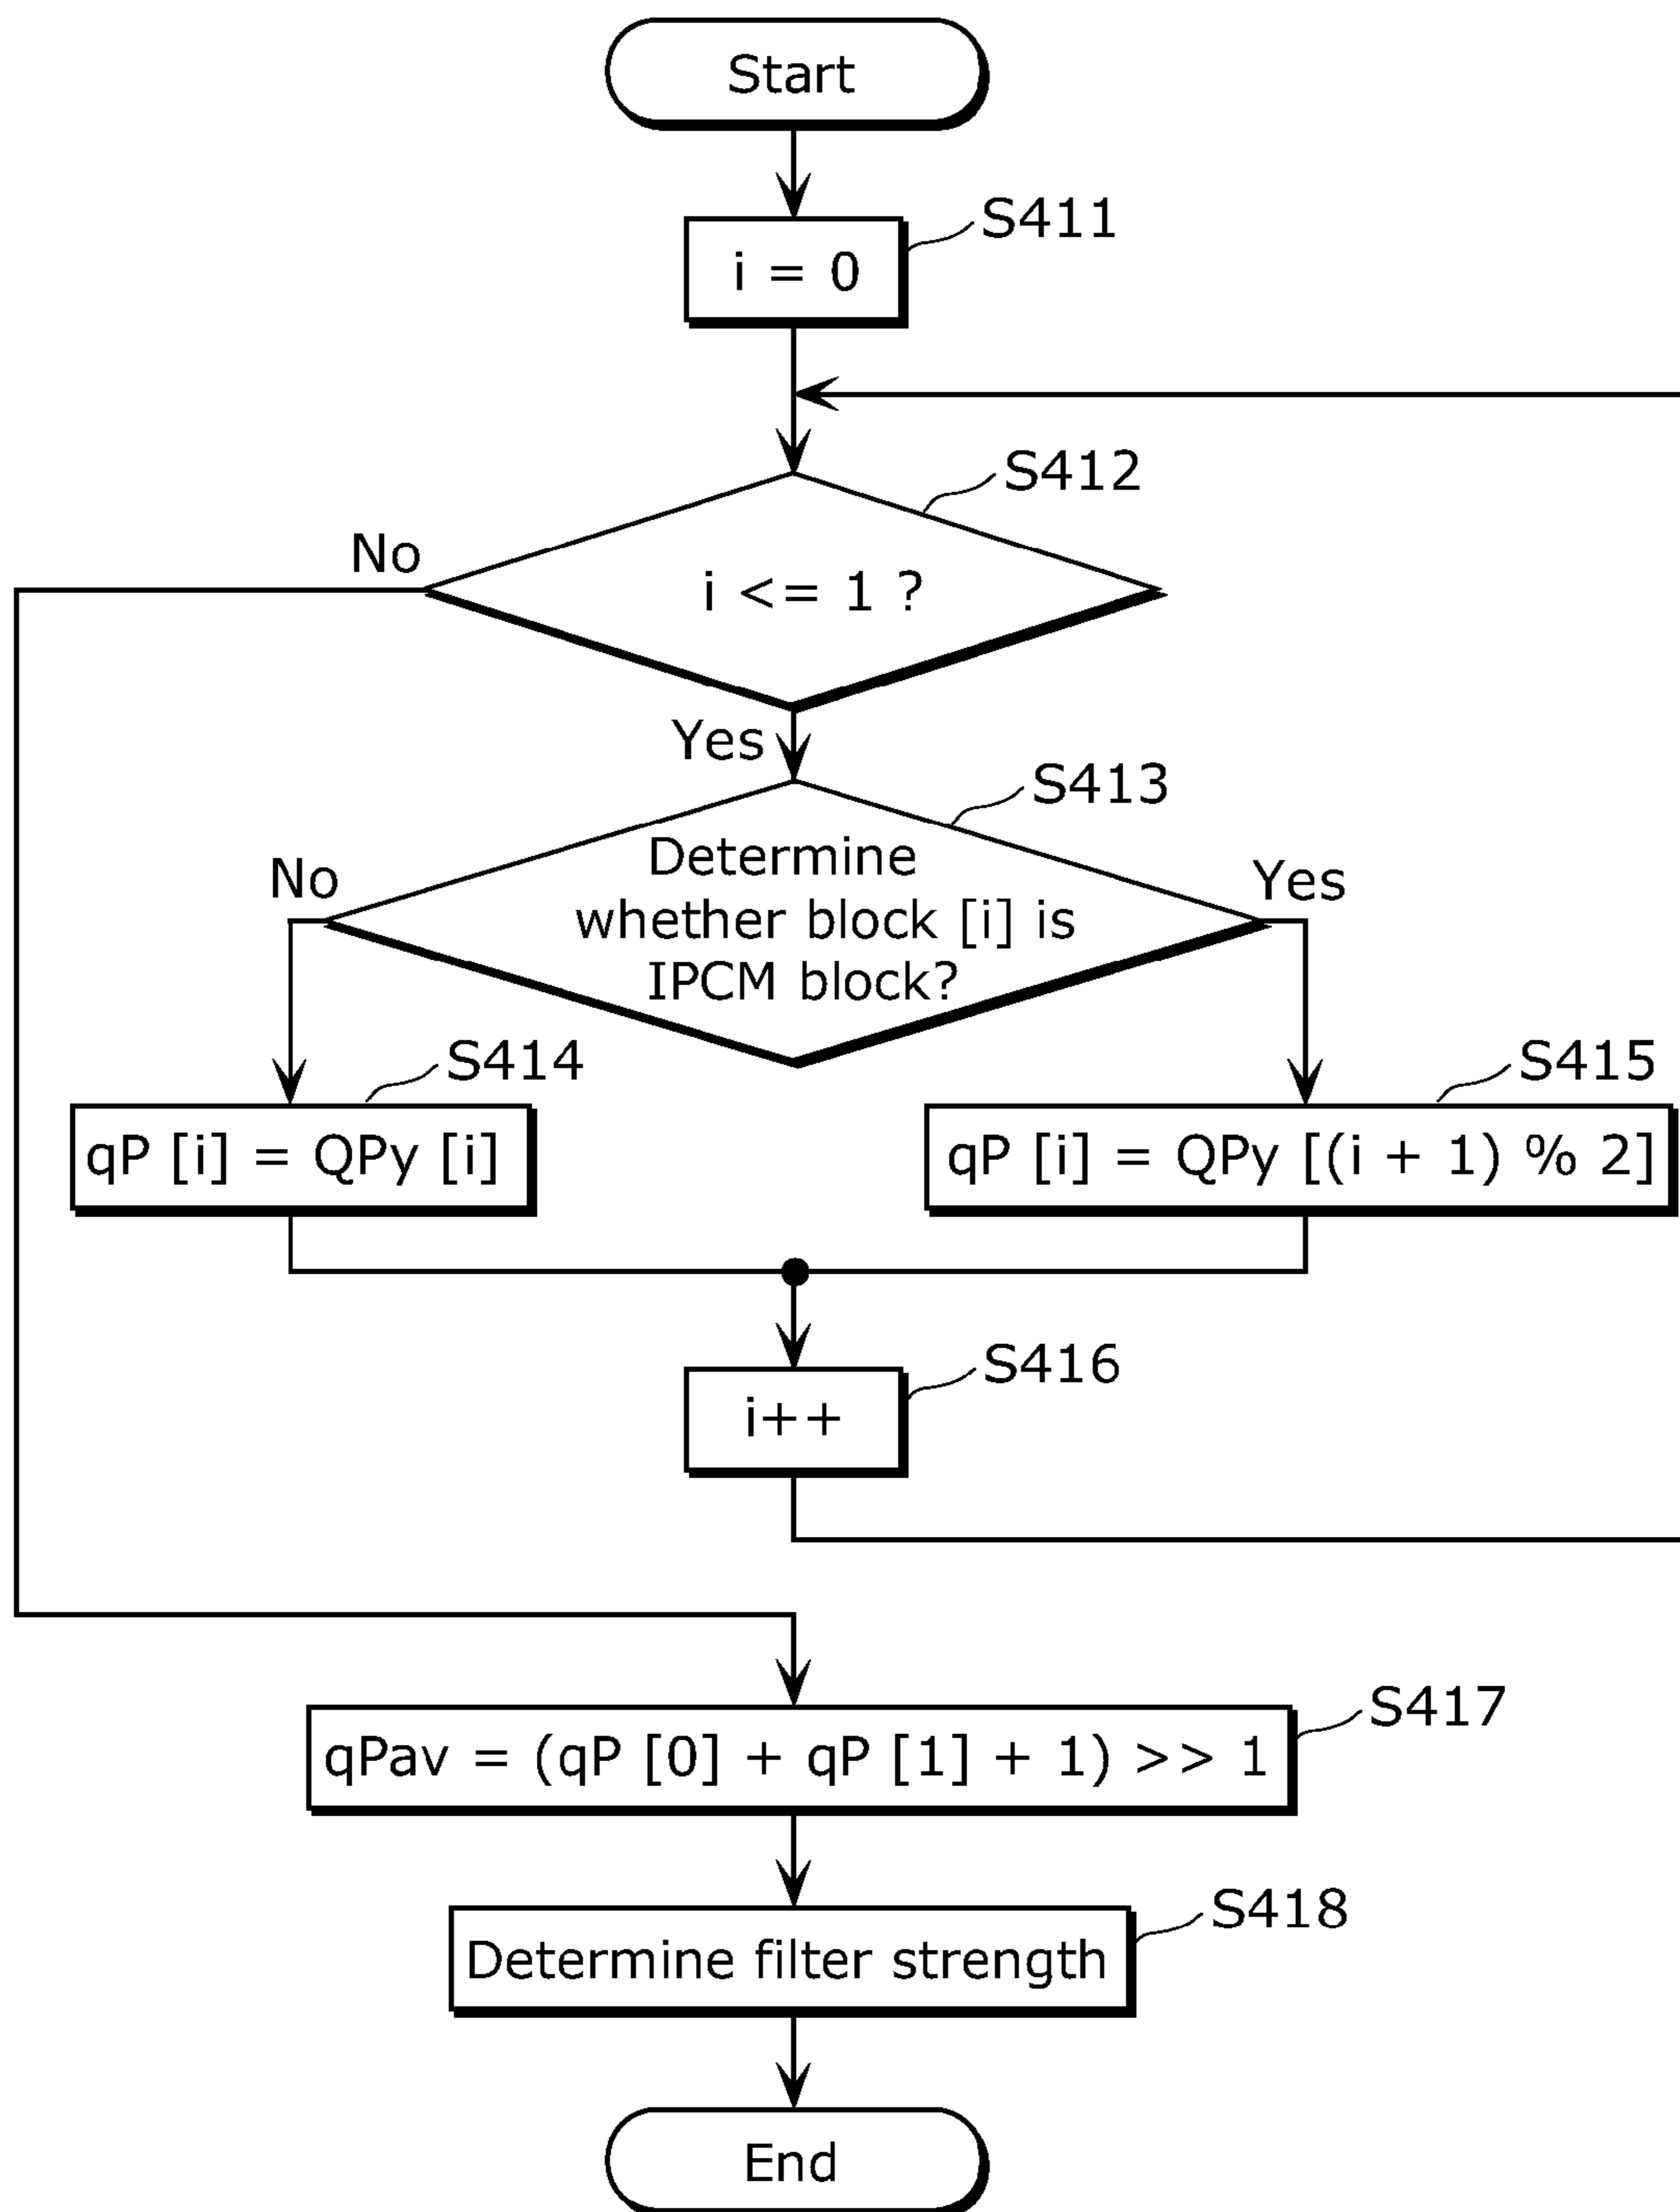 Start
S411
i = 0
S412
No
i <= 1 ?
Yes
S413
No
Determine
whether block [i] is
IPCM block?
Yes
S414
S415
qP [i] = QPy [i]
qP [i] = QPy [(i + 1) % 2]
S416
i++
S417
qPav = (qP [0] + qP [1] + 1) >> 1
S418
Determine filter strength
End